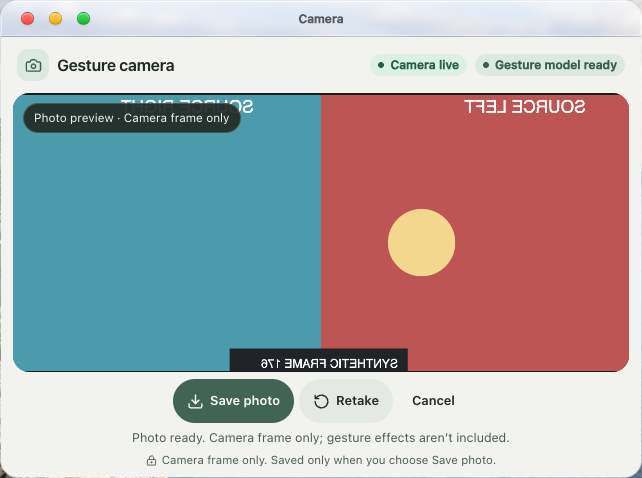 Camera
Gesture camera
Camera live
Gesture model ready
SOURCE RIGHT
SOURCE LEFT
Photo preview · Camera frame only
SYNTHETIC FRAME 176
Save photo
Retake
Cancel
Photo ready. Camera frame only; gesture effects aren’t included.
Camera frame only. Saved only when you choose Save photo.